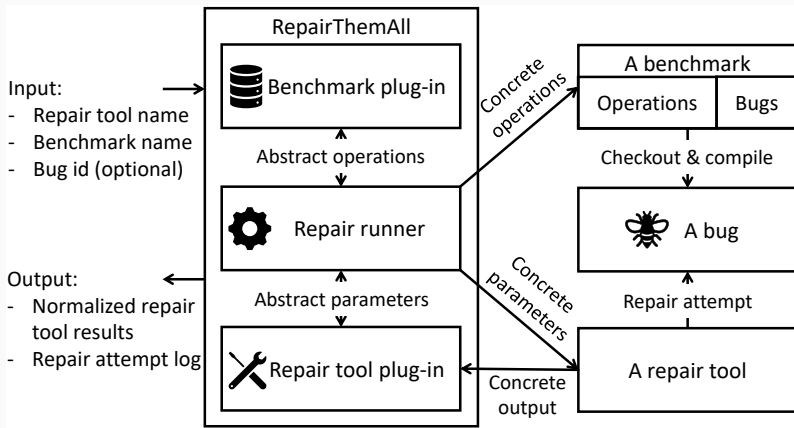 RepairThemAll
Input:
- Repair tool name
- Benchmark name
- Bug id (optional)
Output:
- Normalized repair
tool results
- Repair attempt log
Benchmark plug-in
Abstract operations
Repair runner
Abstract parameters
Repair tool plug-in
Concrete
operations
Concrete
parameters
Concrete
output
A benchmark
Operations
Bugs
Checkout & compile
A bug
Repair attempt
A repair tool